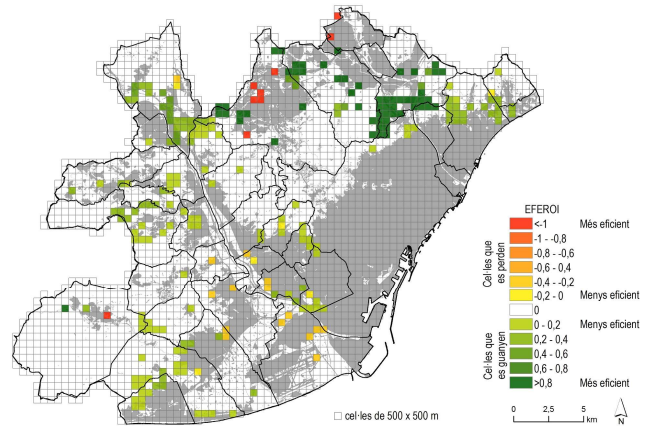 EFEROI
Cel·les que es perden
<-1 Més eficient
-1 - -0,8
-0,8 - -0,6
-0,6 - 0,4
-0,4 - -0,2
-0,2 - 0 Menys eficient
0
Cel·les que es guanyen
0 - 0,2 Menys eficient
0,2 - 0,4
0,4 - 0,6
0,6 - 0,8
>0,8 Més eficient
cel·les de 500 x 500 m
0 2,5 5
km
N